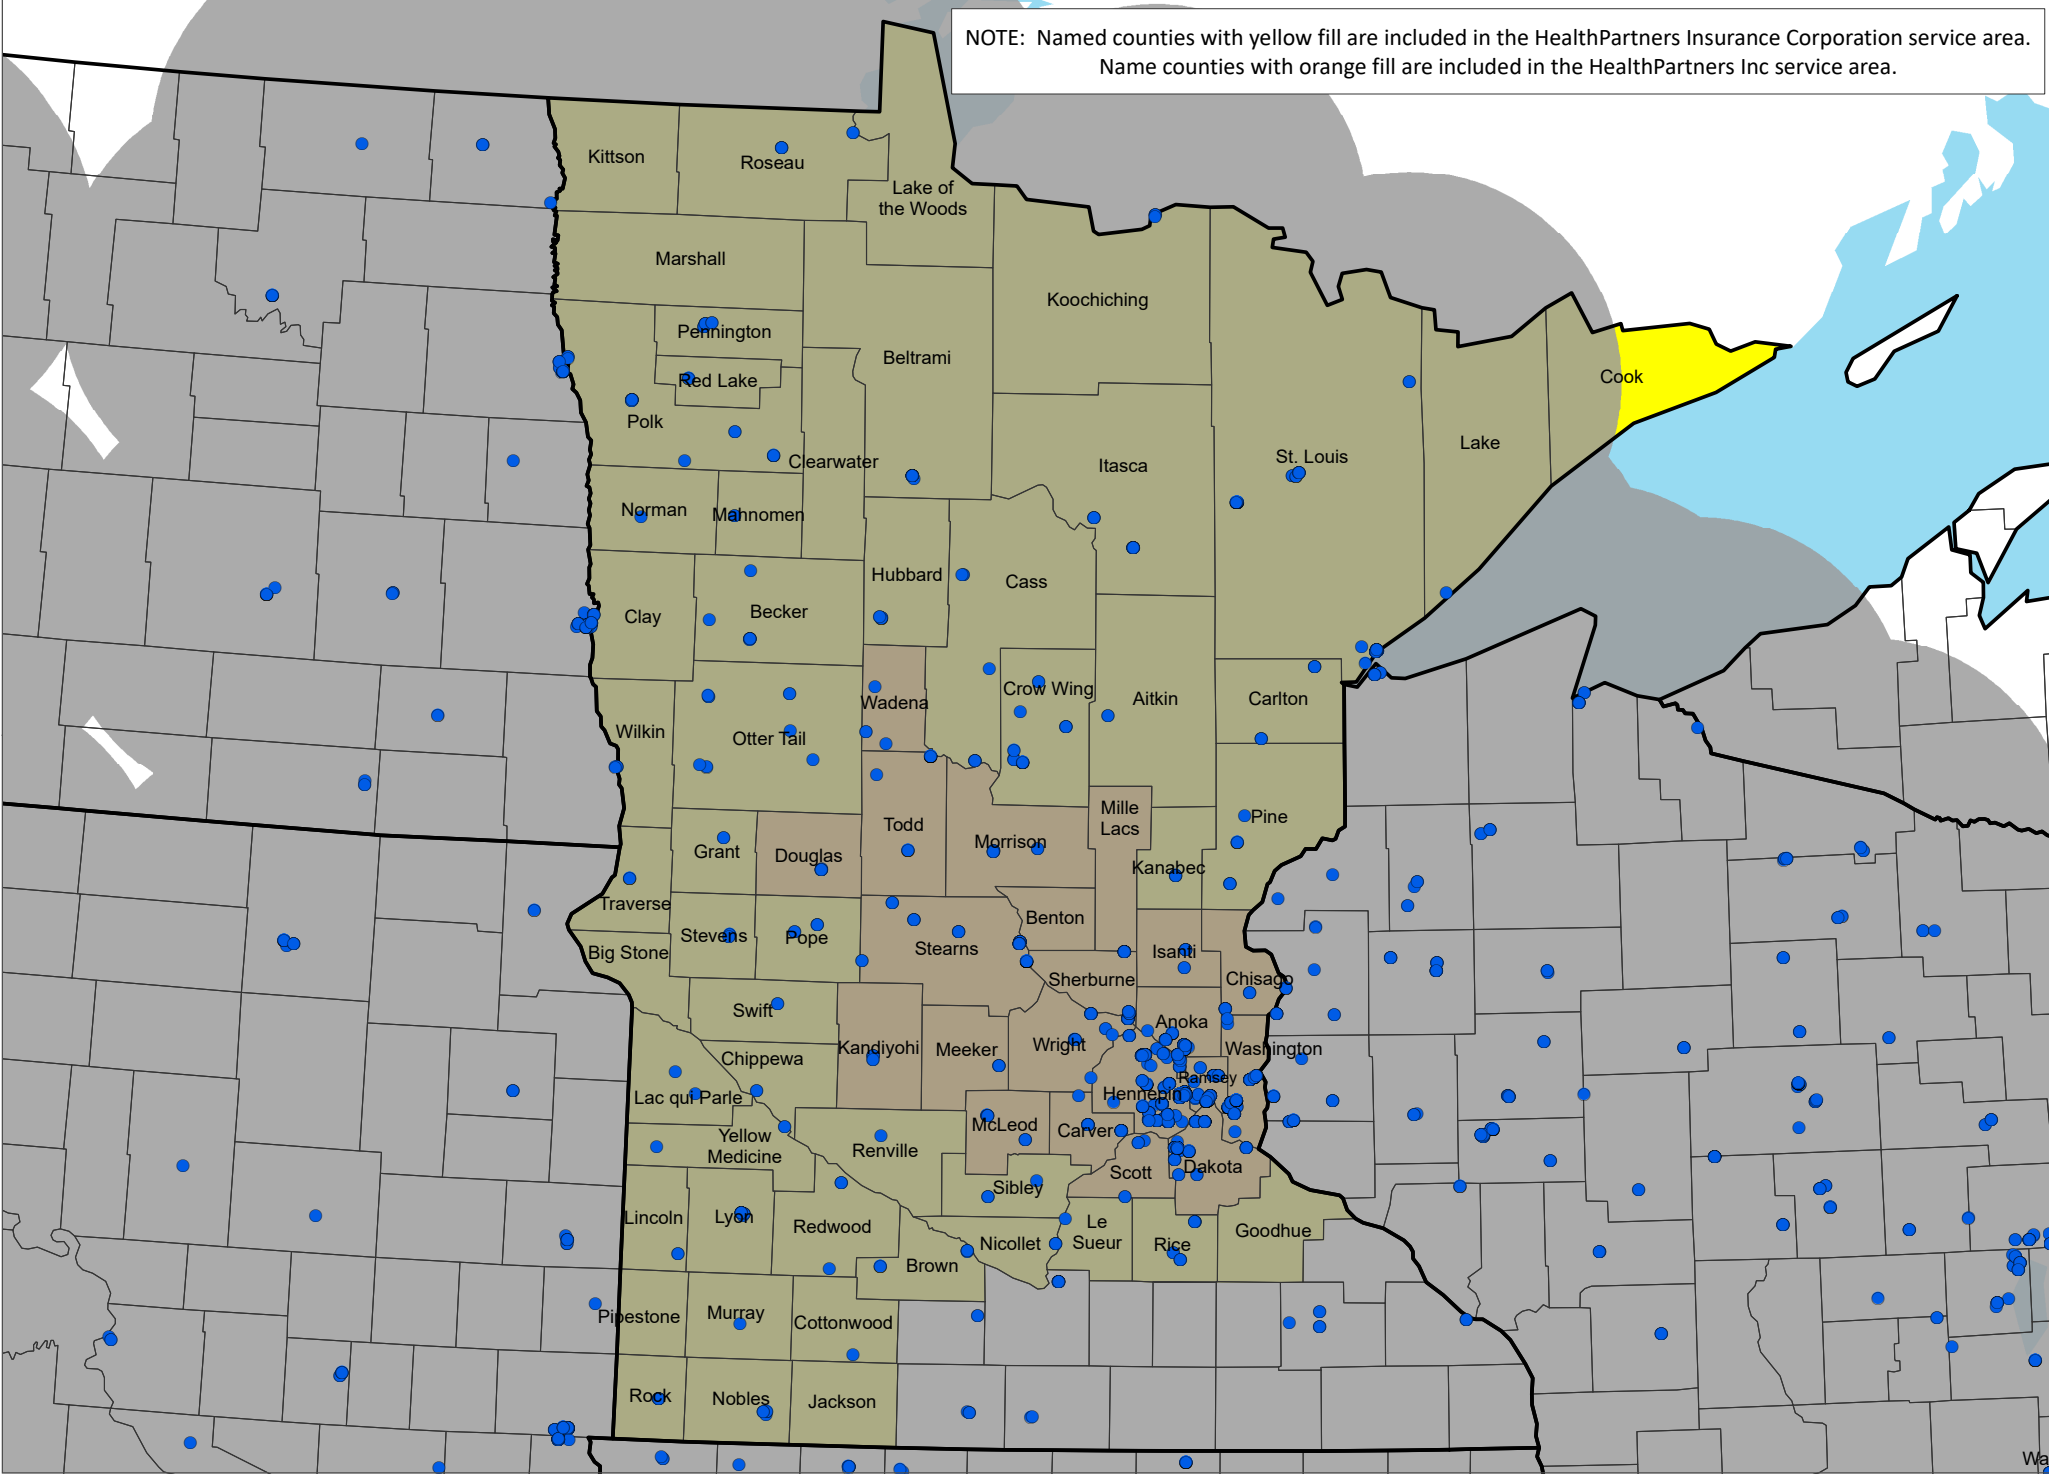 NOTE:  Named counties with yellow fill are included in the HealthPartners Insurance Corporation service area.
Name counties with orange fill are included in the HealthPartners Inc service area.
Kittson
Roseau
Lake of
the Woods
Marshall
Koochiching
Pennington
Beltrami
Red Lake
Cook
Polk
Lake
Clearwater
Itasca
St. Louis
Norman
Mahnomen
Hubbard
Cass
Clay
Becker
Wadena
Crow Wing
Aitkin
Carlton
Wilkin
Otter Tail
Mille
Lacs
Pine
Todd
Morrison
Grant
Douglas
Kanabec
Traverse
Benton
Stevens
Pope
Stearns
Isanti
Big Stone
Sherburne
Chisago
Swift
Anoka
Kandiyohi
Meeker
Wright
Washington
Chippewa
Ramsey
Lac qui Parle
Hennepin
McLeod
Carver
Yellow
Medicine
Renville
Scott
Dakota
Sibley
Lincoln
Lyon
Redwood
Le
Sueur
Goodhue
Nicollet
Rice
Brown
Pipestone
Murray
Cottonwood
Rock
Nobles
Jackson
Wa